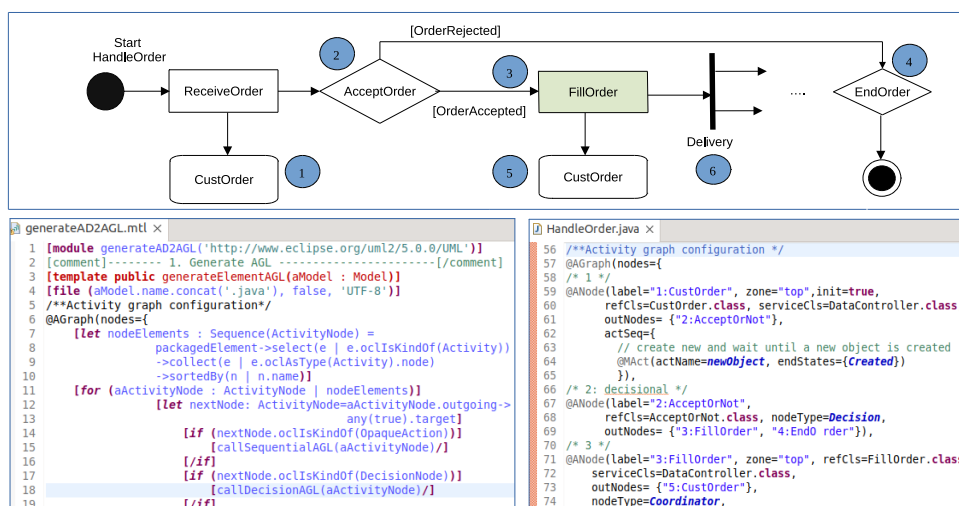 [OrderRejected]
Start
HandleOrder
2
3
4
ReceiveOrder
AcceptOrder
FillOrder
....
EndOrder
[OrderAccepted]
Delivery
CustOrder
1
5
CustOrder
6
generateAD2AGL.mtl ×
1 [module generateAD2AGL('http://www.eclipse.org/uml2/5.0.0/UML')]
2 [comment]-------- 1. Generate AGL -----------------------[/comment]
3 [template public generateElementAGL(aModel : Model)]
4 [file (aModel.name.concat('.java'), false, 'UTF-8')]
5 /**Activity graph configuration*/
6 @AGraph(nodes={
7 [let nodeElements : Sequence(ActivityNode) =
8 packagedElement->select(e | e.oclIsKindOf(Activity))
9 ->collect(e | e.oclAsType(Activity).node)
10 ->sortedBy(n | n.name)]
11 [for (aActivityNode : ActivityNode | nodeElements)]
12 [let nextNode: ActivityNode=aActivityNode.outgoing->
13 any(true).target]
14 [if (nextNode.oclIsKindOf(OpaqueAction))]
15 [callSequentialAGL(aActivityNode)/]
16 [/if]
17 [if (nextNode.oclIsKindOf(DecisionNode))]
18 [callDecisionAGL(aActivityNode)/]
19 [/if]
HandleOrder.java ×
56 /**Activity graph configuration */
57 @AGraph(nodes={
58 /* 1 */
59 @ANode(label="1:CustOrder", zone="top",init=true,
60 refCls=CustOrder.class, serviceCls=DataController.class
61 outNodes= {"2:AcceptOrNot"},
62 actSeq={
63 // create new and wait until a new object is created
64 @MAct(actName=newObject, endStates={Created})
65 }),
66 /* 2: decisional */
67 @ANode(label="2:AcceptOrNot",
68 refCls=AcceptOrNot.class, nodeType=Decision,
69 outNodes= {"3:FillOrder", "4:EndO rder"}),
70 /* 3 */
71 @ANode(label="3:FillOrder", zone="top", refCls=FillOrder.class
72 serviceCls=DataController.class,
73 outNodes= {"5:CustOrder"},
74 nodeType=Coordinator,